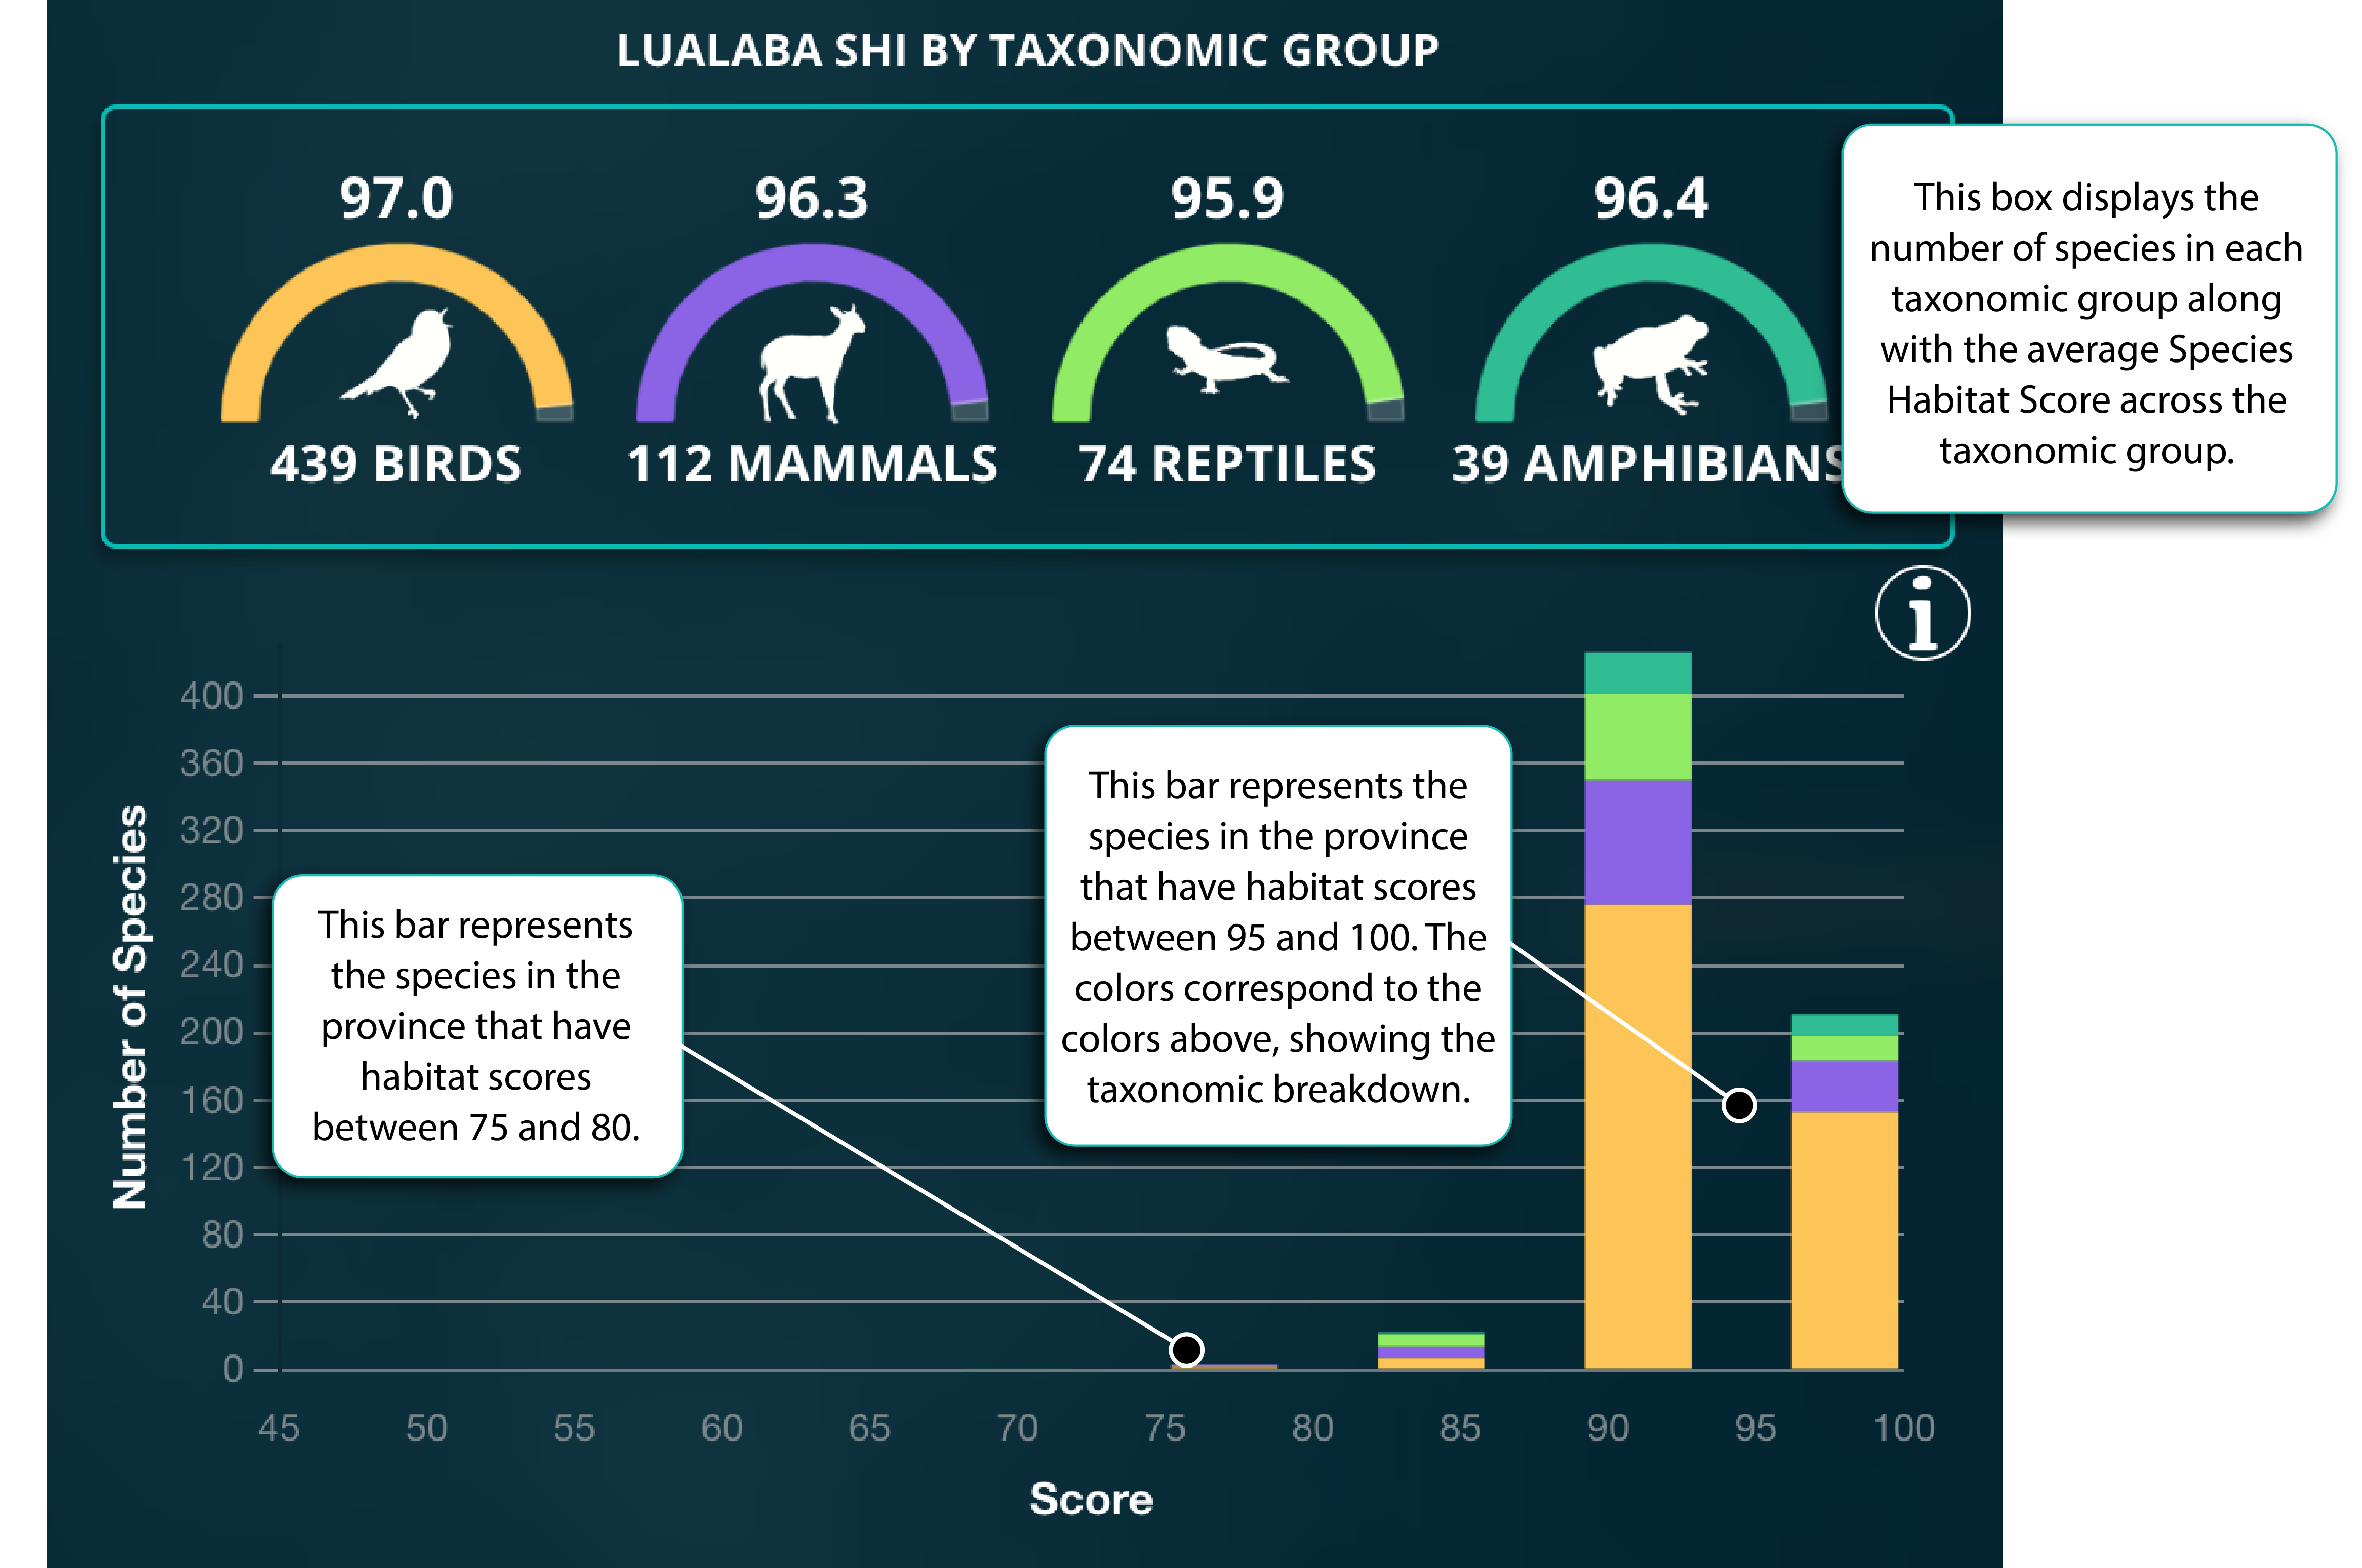 LUALABA SHI BY TAXONOMIC GROUP
97.0
96.3
95.9
96.4
439 BIRDS
112 MAMMALS
74 REPTILES
39 AMPHIBIANS
This box displays the
number of species in each
taxonomic group along
with the average Species
Habitat Score across the
taxonomic group.
i
Number of Species
400
360
320
280
240
200
160
120
80
40
0
This bar represents
the species in the
province that have
habitat scores
between 75 and 80.
This bar represents the
species in the province
that have habitat scores
between 95 and 100. The
colors correspond to the
colors above, showing the
taxonomic breakdown.
45 50 55 60 65 70 75 80 85 90 95 100
Score